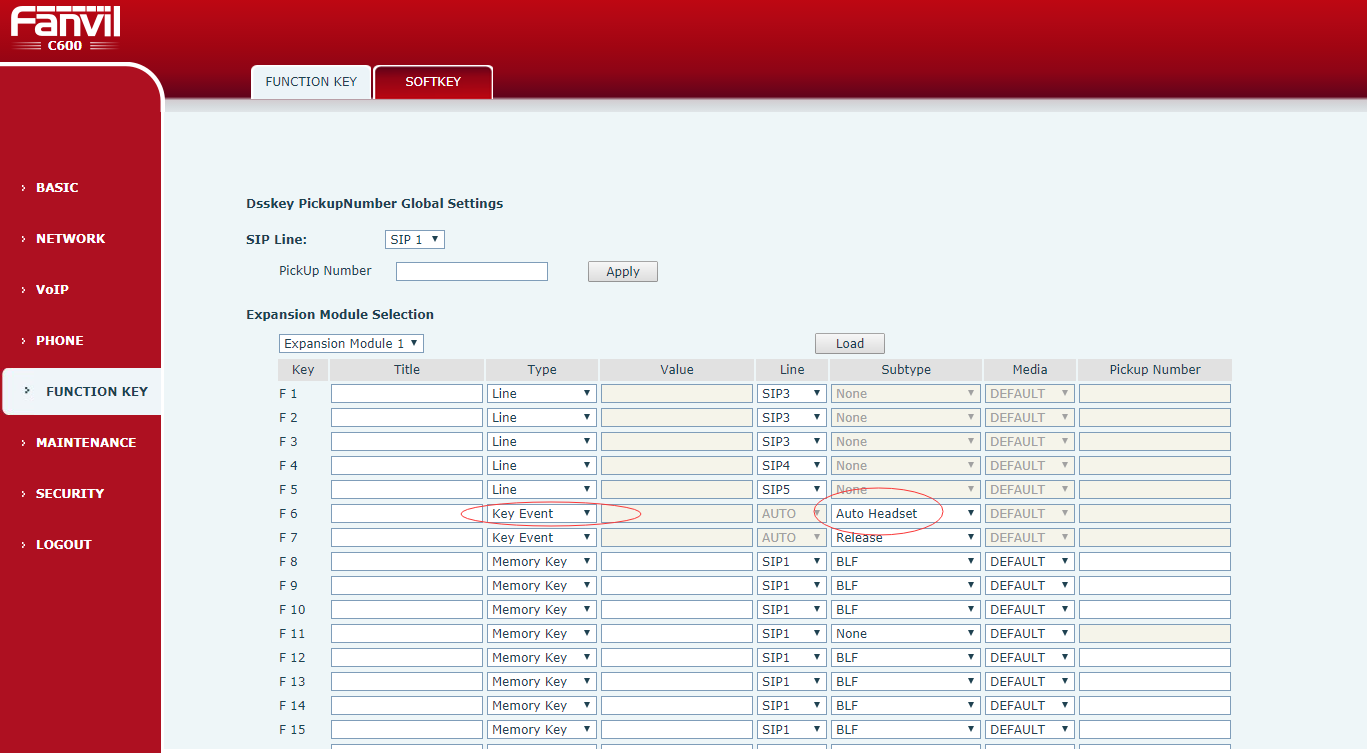 Fanvil
C600
FUNCTION KEY SOFTKEY
BASIC
NETWORK
VoIP
PHONE
FUNCTION KEY
MAINTENANCE
SECURITY
LOGOUT
Dsskey PickupNumber Global Settings
SIP Line: SIP 1
PickUp Number Apply
Expansion Module Selection
Expansion Module 1 Load
Key Title Type Value Line Subtype Media Pickup Number
F 1 Line SIP3 None DEFAULT
F 2 Line SIP3 None DEFAULT
F 3 Line SIP3 None DEFAULT
F 4 Line SIP4 None DEFAULT
F 5 Line SIP5 None DEFAULT
F 6 Key Event AUTO Auto Headset DEFAULT
F 7 Key Event AUTO Release DEFAULT
F 8 Memory Key SIP1 BLF DEFAULT
F 9 Memory Key SIP1 BLF DEFAULT
F 10 Memory Key SIP1 BLF DEFAULT
F 11 Memory Key SIP1 None DEFAULT
F 12 Memory Key SIP1 BLF DEFAULT
F 13 Memory Key SIP1 BLF DEFAULT
F 14 Memory Key SIP1 BLF DEFAULT
F 15 Memory Key SIP1 BLF DEFAULT